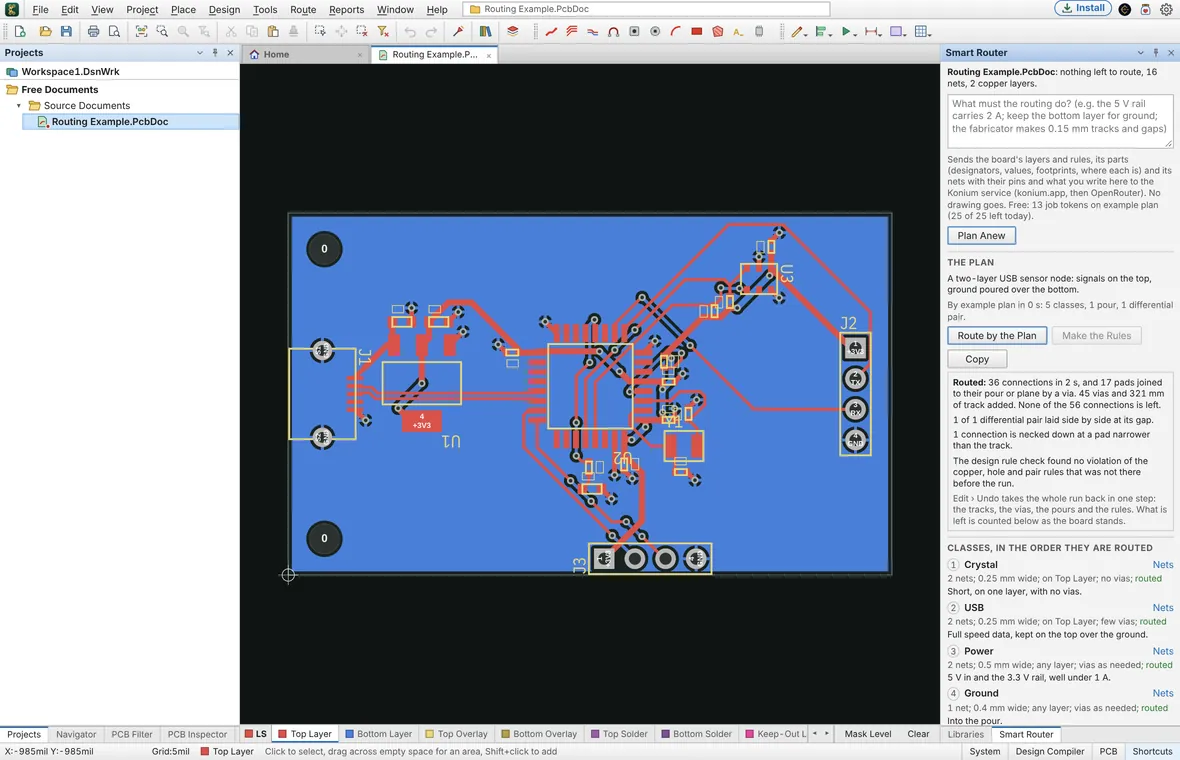 File Edit View Project Place Design Tools Route Reports Window Help Routing Example.PcbDoc Install
Projects
Home
Routing Example.P...
Smart Router
Workspace1.DsnWrk
Free Documents
Source Documents
Routing Example.PcbDoc
Routing Example.PcbDoc: nothing left to route, 16
nets, 2 copper layers.
What must the routing do? (e.g. the 5 V rail
carries 2 A; keep the bottom layer for ground;
the fabricator makes 0.15 mm tracks and gaps)
Sends the board's layers and rules, its parts
(designators, values, footprints, where each is) and its
nets with their pins and what you write here to the
Konium service (konium.app, then OpenRouter). No
drawing goes. Free: 13 job tokens on example plan
(25 of 25 left today).
Plan Anew
THE PLAN
A two-layer USB sensor node: signals on the top,
ground poured over the bottom.
By example plan in 0 s: 5 classes, 1 pour, 1 differential
pair.
Route by the Plan Make the Rules
Copy
Routed: 36 connections in 2 s, and 17 pads joined
to their pour or plane by a via. 45 vias and 321 mm
of track added. None of the 56 connections is left.
1 of 1 differential pair laid side by side at its gap.
1 connection is necked down at a pad narrower
than the track.
The design rule check found no violation of the
copper, hole and pair rules that was not there
before the run.
Edit › Undo takes the whole run back in one step:
the tracks, the vias, the pours and the rules. What is
left is counted below as the board stands.
CLASSES, IN THE ORDER THEY ARE ROUTED
1 Crystal Nets
2 nets; 0.25 mm wide; on Top Layer; no vias; routed
Short, on one layer, with no vias.
2 USB Nets
2 nets; 0.25 mm wide; on Top Layer; few vias; routed
Full speed data, kept on the top over the ground.
3 Power Nets
2 nets; 0.5 mm wide; any layer; vias as needed; routed
5 V in and the 3.3 V rail, well under 1 A.
4 Ground Nets
1 net; 0.4 mm wide; any layer; vias as needed; routed
Into the pour.
0
U3
J2
J1
4
+3V3
U1
U2
0
J3
Projects Navigator PCB Filter PCB Inspector
LS Top Layer Bottom Layer Top Overlay Bottom Overlay Top Solder Bottom Solder Keep-Out L Mask Level Clear
Libraries Smart Router
X:-985mil Y:-985mil Grid:5mil Top Layer Click to select, drag across empty space for an area, Shift+click to add
System Design Compiler PCB Shortcuts